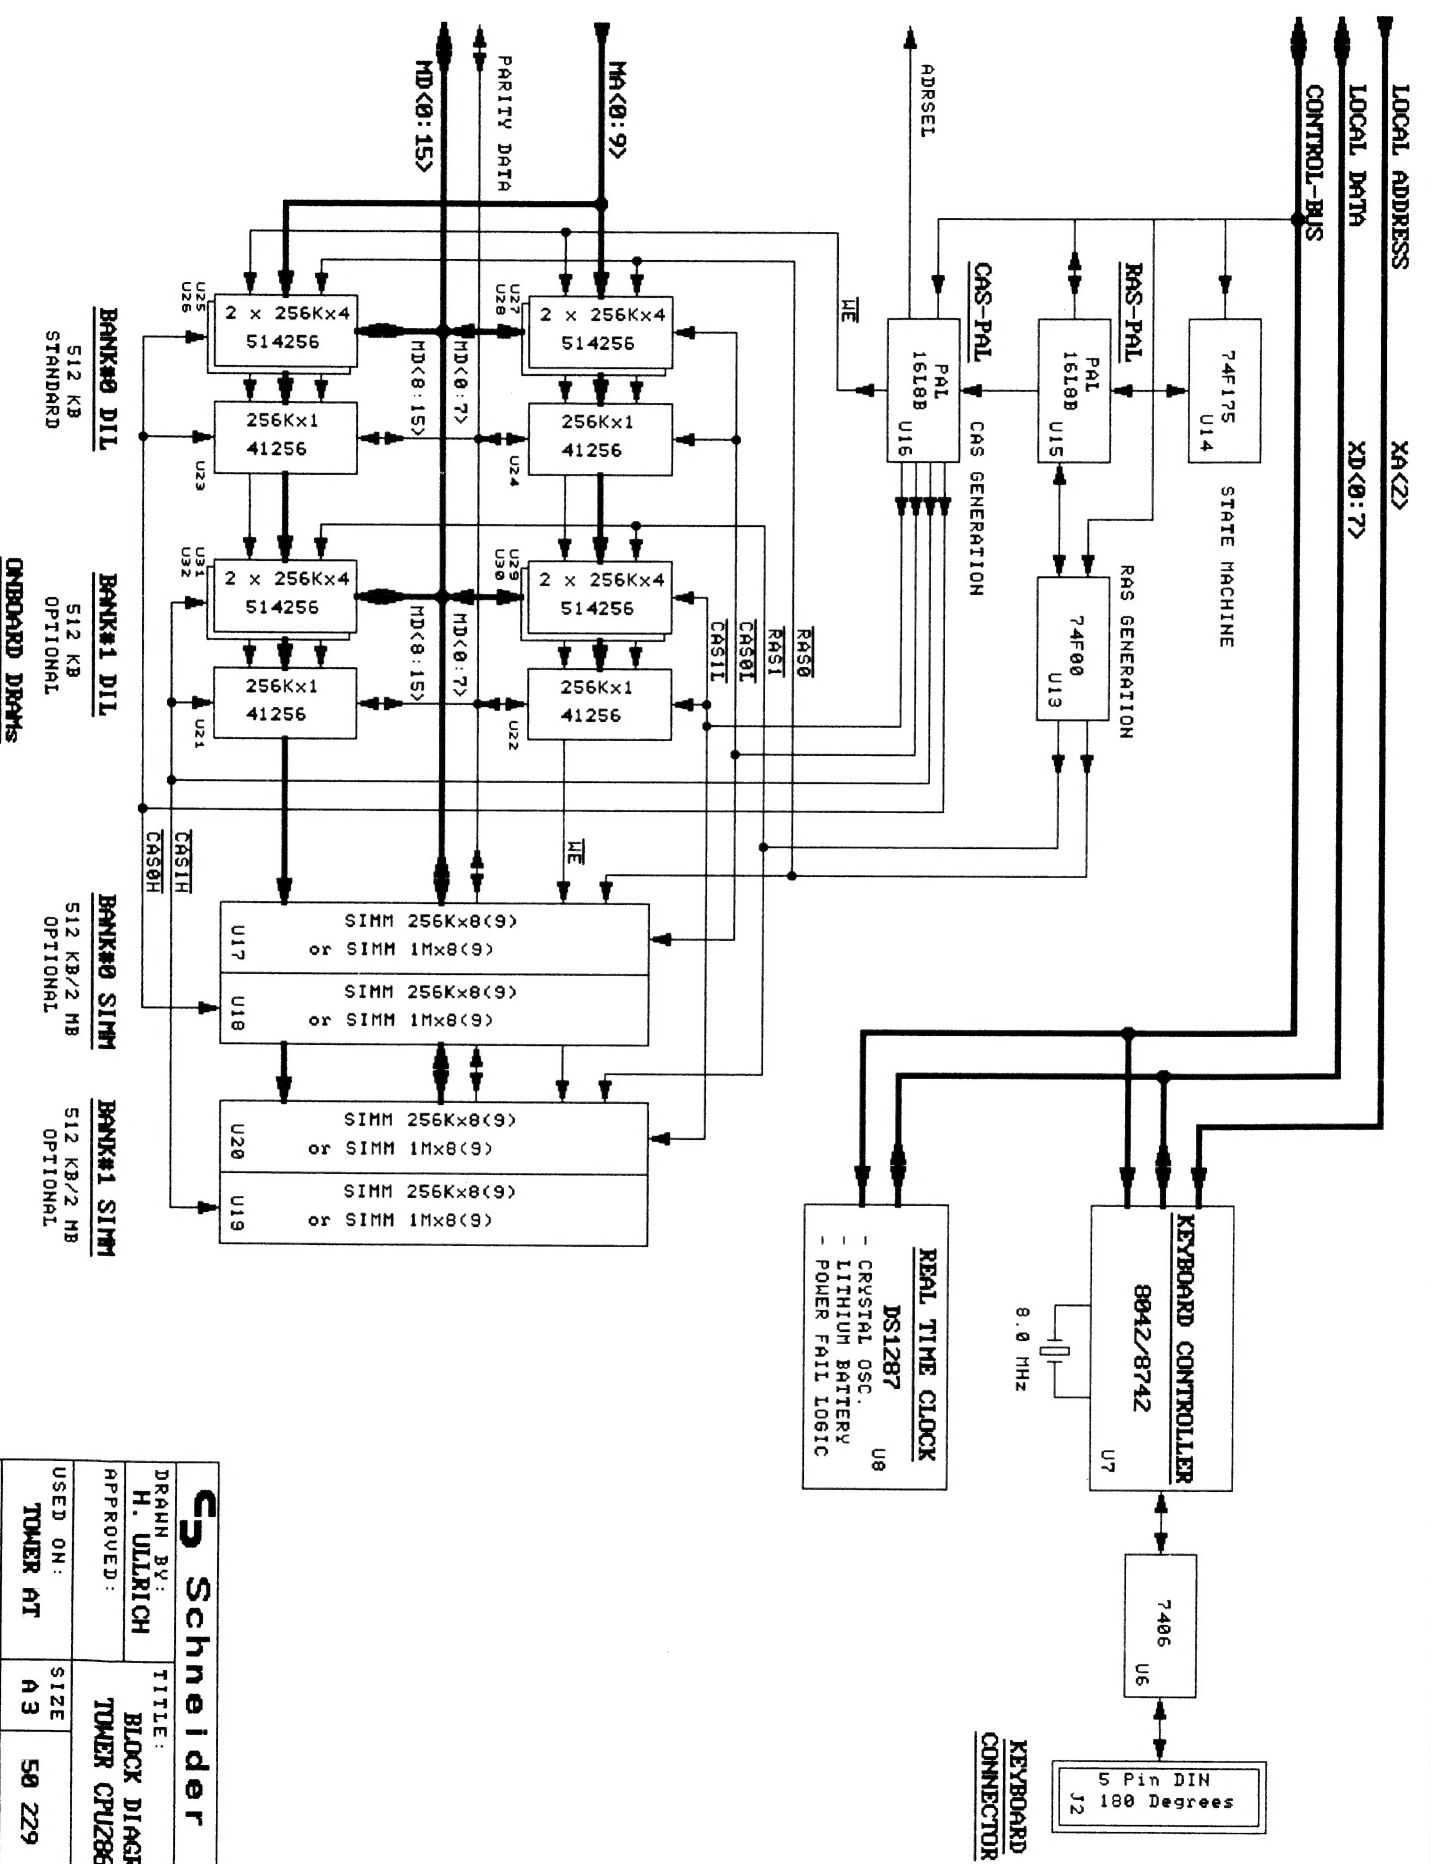 LOCAL ADDRESS
XA<2>
LOCAL DATA
XD<0:7>
CONTROL-BUS
74F175
U14
STATE MACHINE
RAS-PAL
PAL
16L8B
U15
RAS GENERATION
74F00
U13
CAS-PAL
PAL
16L8B
U16
CAS GENERATION
ADRSEL
WE
MA<0:9>
PARITY DATA
MD<0:15>
RAS0
RAS1
CAS0L
CAS1L
U27
U28
2 x 256Kx4
514256
256Kx1
41256
U24
U29
U30
2 x 256Kx4
514256
256Kx1
41256
U22
MD<0:7>
MD<8:15>
MD<0:7>
MD<8:15>
U25
U26
2 x 256Kx4
514256
256Kx1
41256
U23
U31
U32
2 x 256Kx4
514256
256Kx1
41256
U21
WE
CAS1H
CAS0H
BANK#0 DIL
512 KB
STANDARD
BANK#1 DIL
512 KB
OPTIONAL
ONBOARD DRAMs
SIMM 256Kx8(9)
or SIMM 1Mx8(9)
U17
SIMM 256Kx8(9)
or SIMM 1Mx8(9)
U18
BANK#0 SIMM
512 KB/2 MB
OPTIONAL
SIMM 256Kx8(9)
or SIMM 1Mx8(9)
U20
SIMM 256Kx8(9)
or SIMM 1Mx8(9)
U19
BANK#1 SIMM
512 KB/2 MB
OPTIONAL
KEYBOARD CONTROLLER
8042/8742
U7
8.0 MHz
REAL TIME CLOCK
DS1287
U8
- CRYSTAL OSC.
- LITHIUM BATTERY
- POWER FAIL LOGIC
7406
U6
5 Pin DIN
180 Degrees
J2
KEYBOARD
CONNECTOR
Schneider
DRAWN BY:
H. ULLRICH
APPROVED:
TITLE:
BLOCK DIAGR
TOWER CPU286
USED ON:
TOWER AT
SIZE
A3
50 229